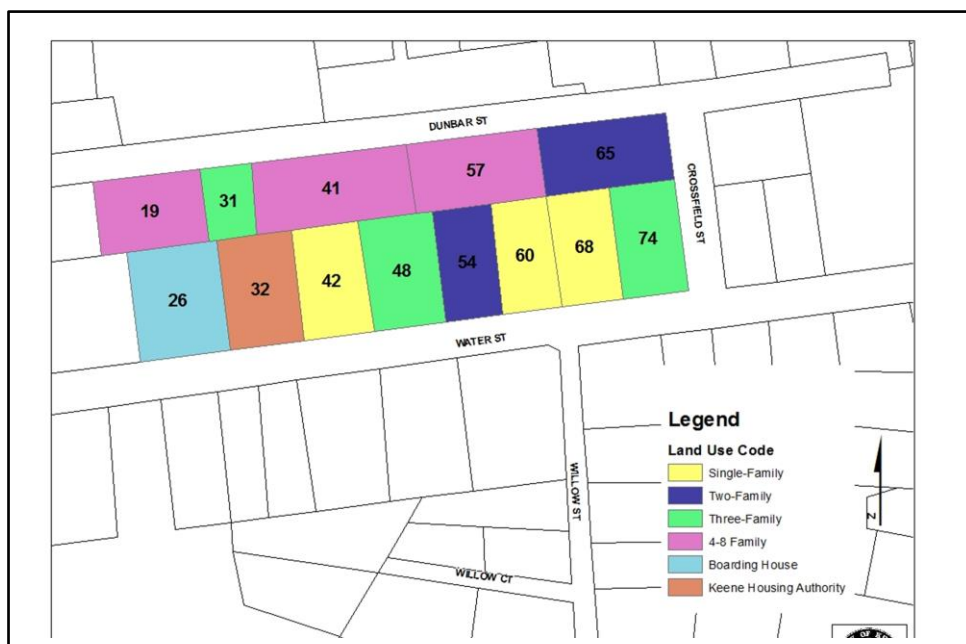 DUNBAR ST
65
57
41
31
19
CROSSFIELD ST
74
68
60
54
48
42
32
26
WATER ST
WILLOW ST
WILLOW CT
Legend
Land Use Code
Single-Family
Two-Family
Three-Family
4-8 Family
Boarding House
Keene Housing Authority
N